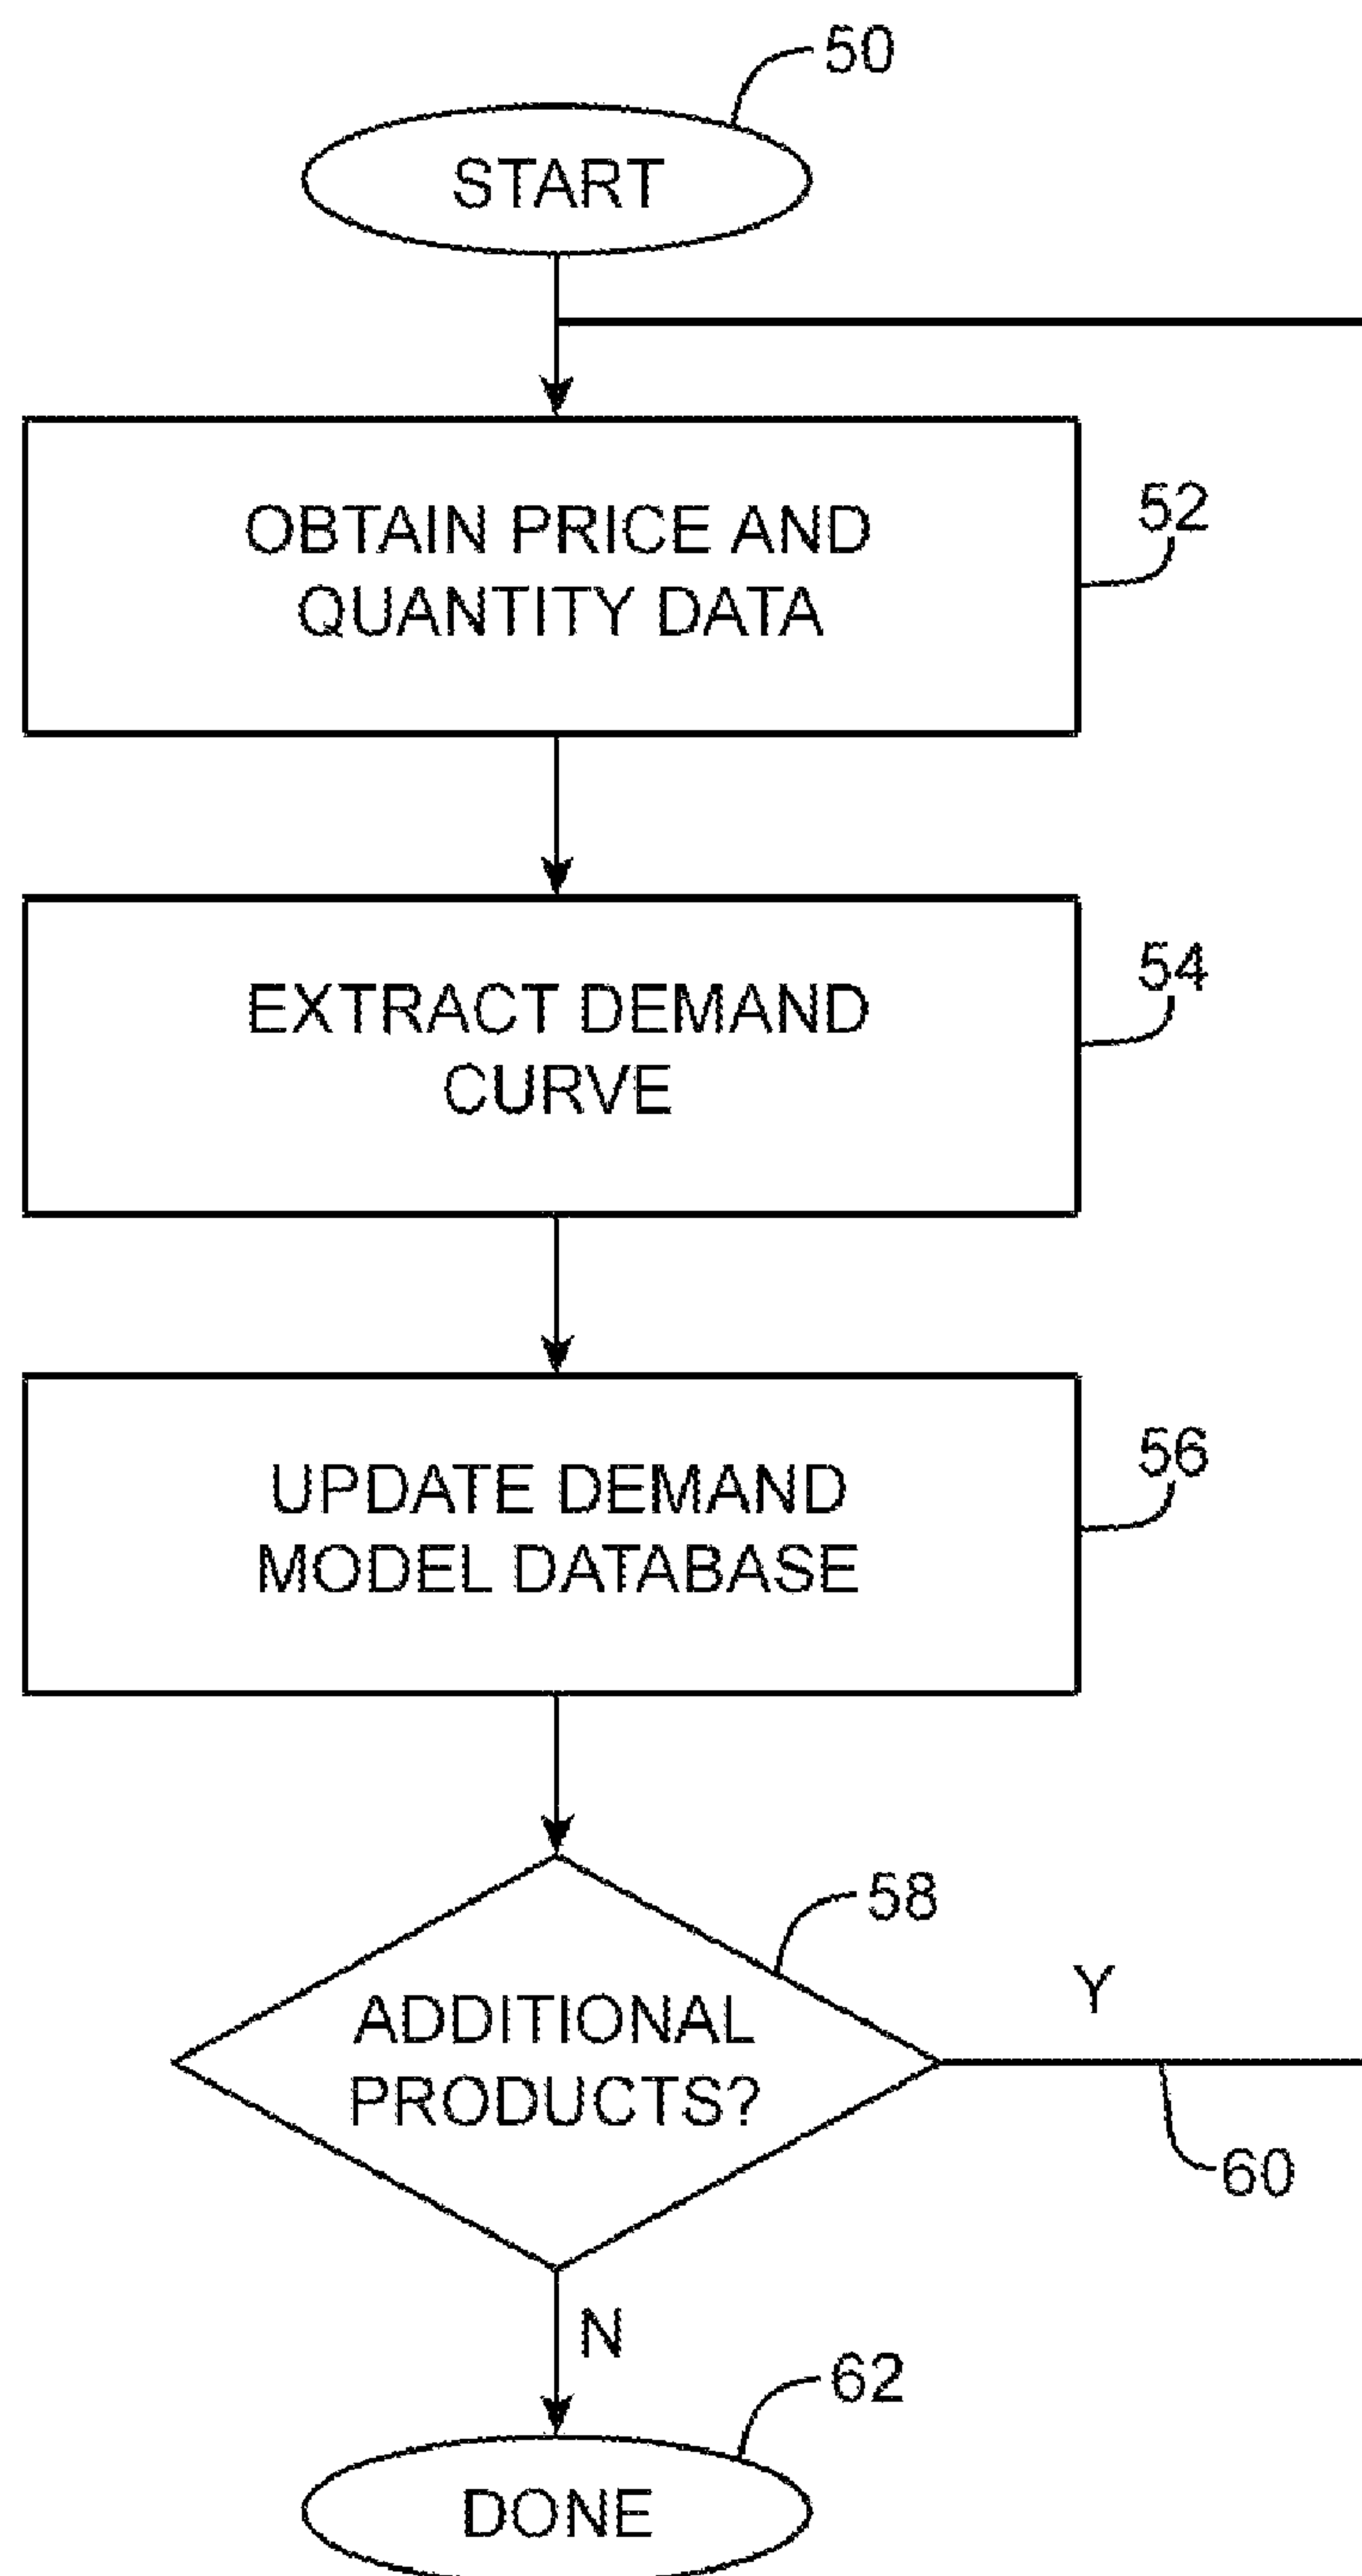 50
START
OBTAIN PRICE AND
QUANTITY DATA
52
EXTRACT DEMAND
CURVE
54
UPDATE DEMAND
MODEL DATABASE
56
58
ADDITIONAL
PRODUCTS?
Y
60
N
62
DONE